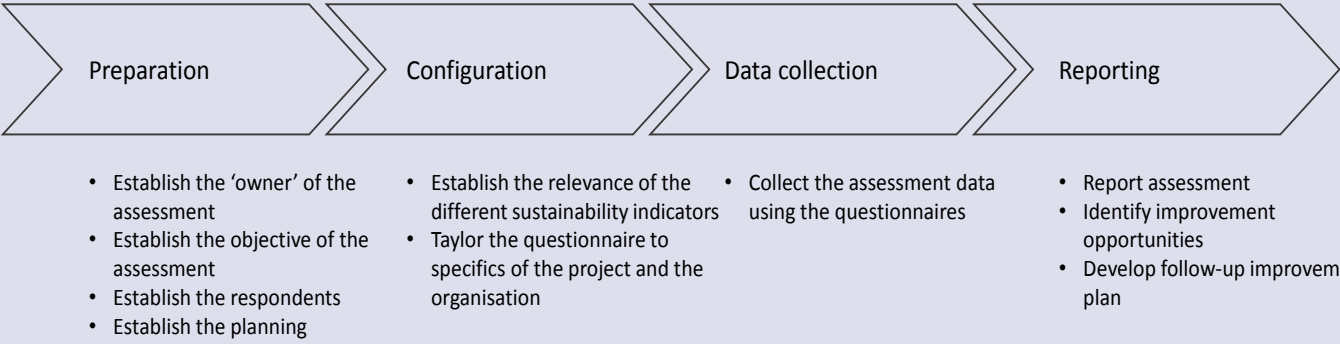 Preparation
Configuration
Data collection
Reporting
• Establish the ‘owner’ of the
assessment
• Establish the objective of the
assessment
• Establish the respondents
• Establish the planning
• Establish the relevance of the
different sustainability indicators
• Taylor the questionnaire to
specifics of the project and the
organisation
• Collect the assessment data
using the questionnaires
• Report assessment
• Identify improvement
opportunities
• Develop follow-up improvem
plan